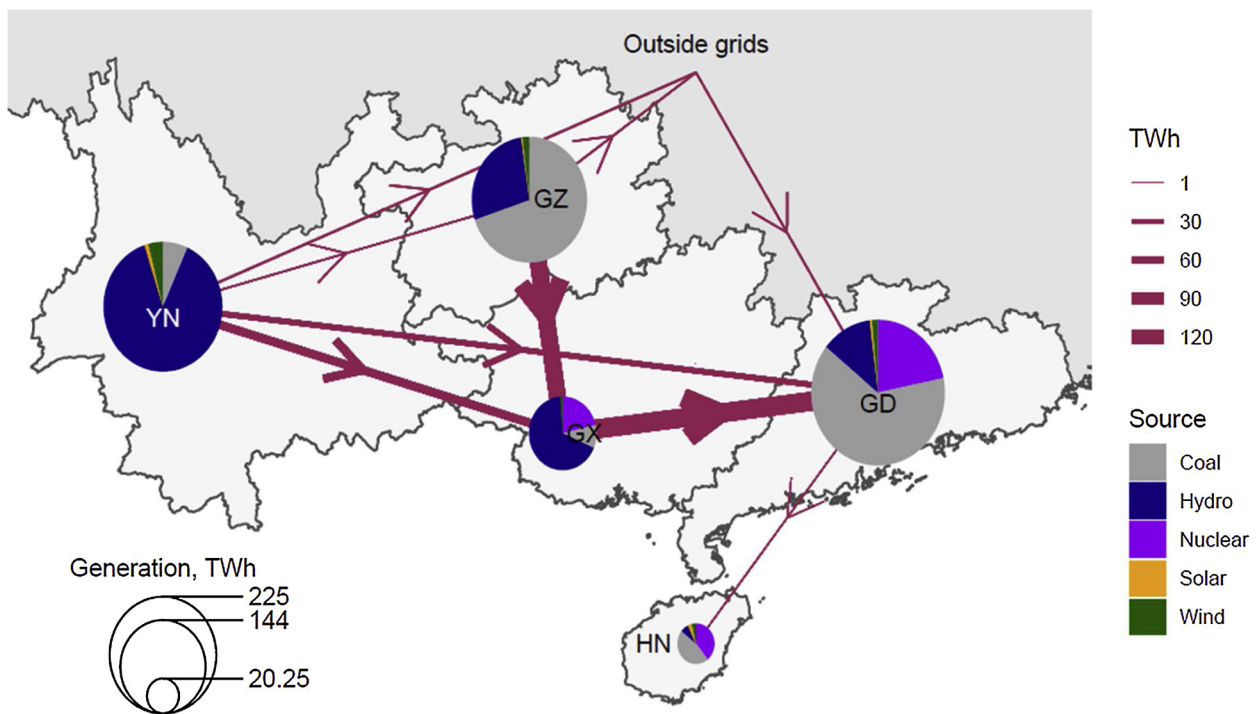 Outside grids
GZ
YN
GX
GD
HN
Generation, TWh
225
144
20.25
TWh
1
30
60
90
120
Source
Coal
Hydro
Nuclear
Solar
Wind